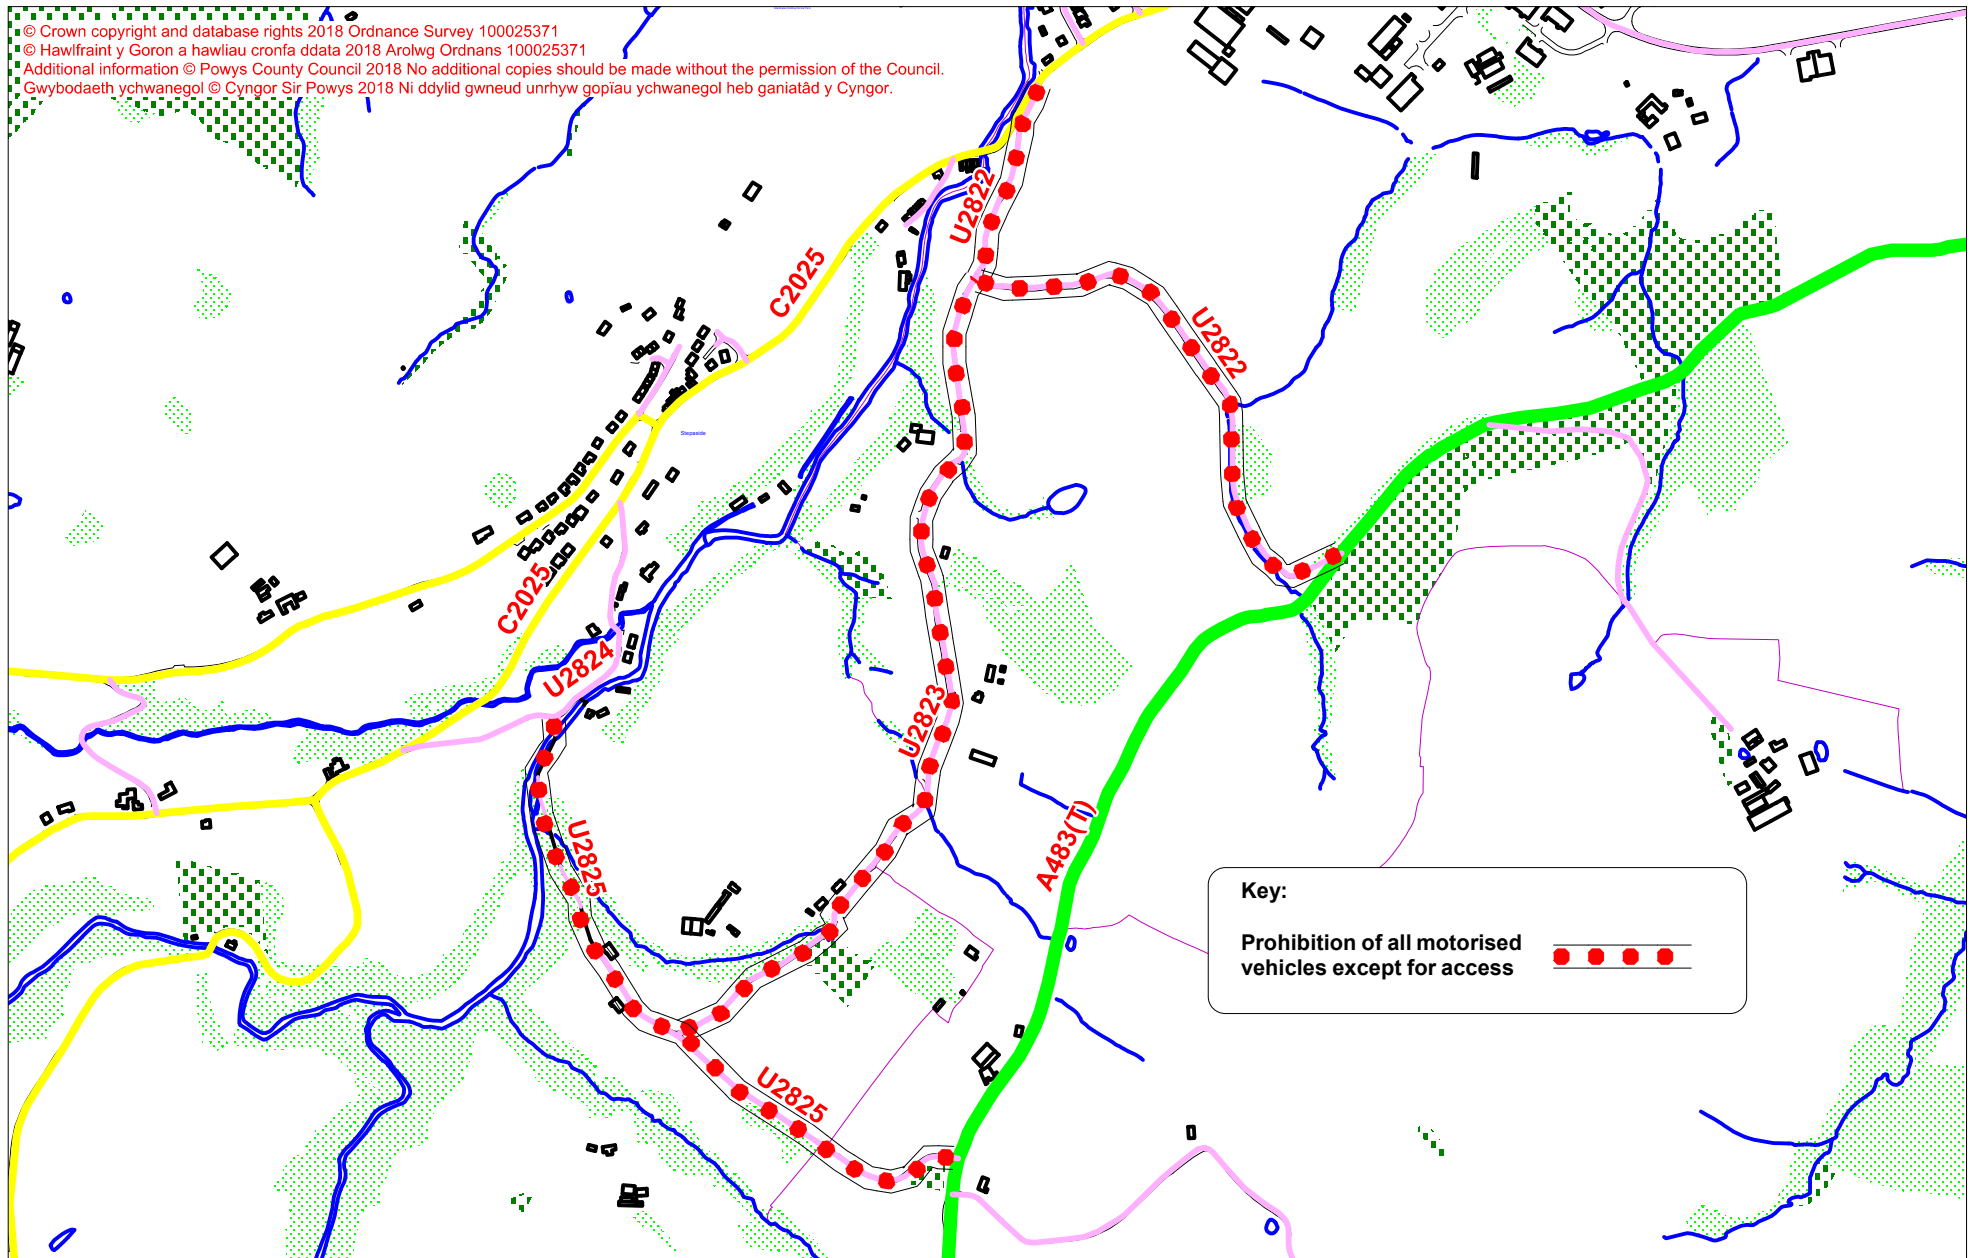 © Crown copyright and database rights 2018 Ordnance Survey 100025371
© Hawlfraint y Goron a hawliau cronfa ddata 2018 Arolwg Ordnans 100025371
Additional information © Powys County Council 2018 No additional copies should be made without the permission of the Council.
Gwybodaeth ychwanegol © Cyngor Sir Powys 2018 Ni ddylid gwneud unrhyw gopïau ychwanegol heb ganiatâd y Cyngor.
U2822
C2025
U2822
Stepaside
C2025
U2824
U2823
U2825
A483(T)
U2825
Key:
Prohibition of all motorised
vehicles except for access